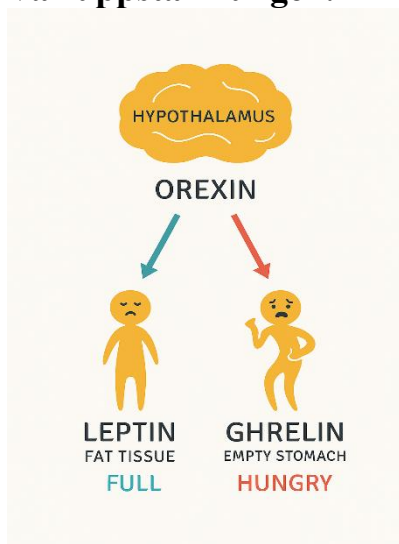 HYPOTHALAMUS
OREXIN
LEPTIN GHRELIN
FAT TISSUE EMPTY STOMACH
FULL HUNGRY